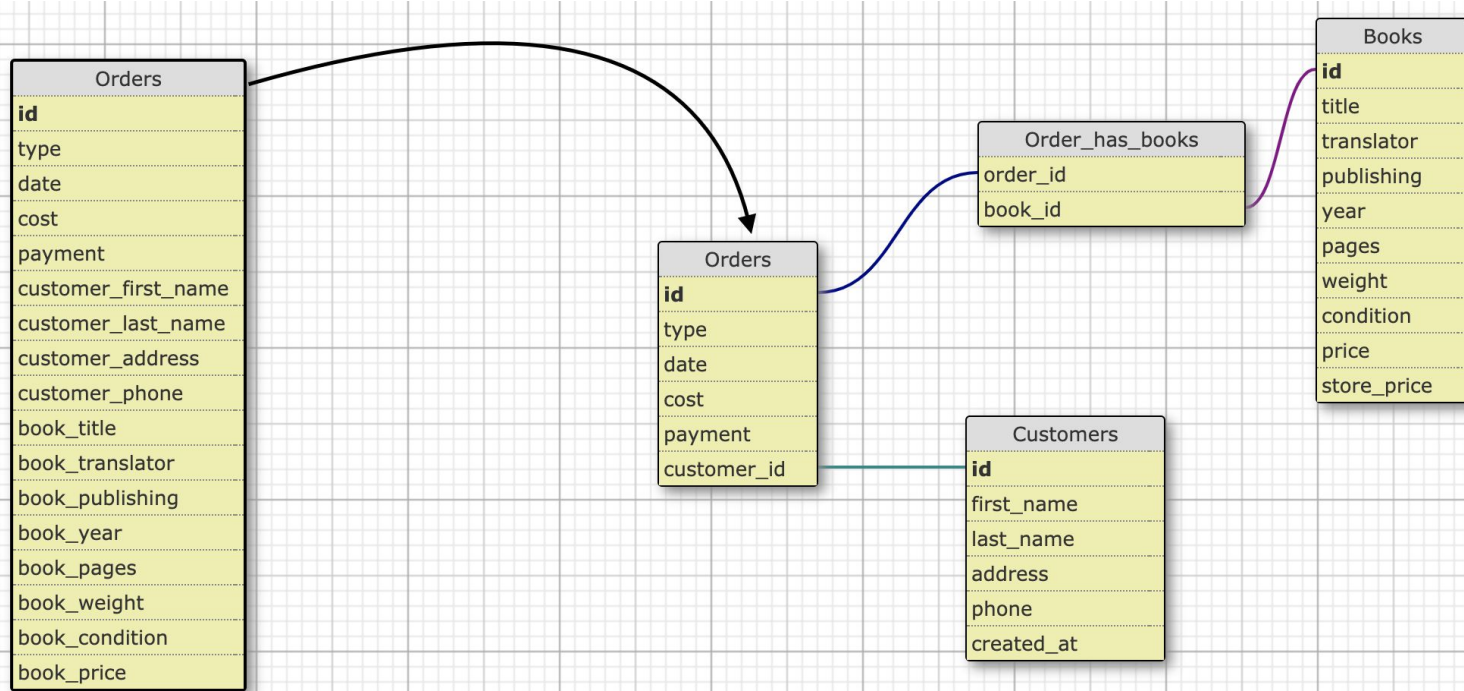 Orders
id
type
date
cost
payment
customer_first_name
customer_last_name
customer_address
customer_phone
book_title
book_translator
book_publishing
book_year
book_pages
book_weight
book_condition
book_price
Orders
id
type
date
cost
payment
customer_id
Order_has_books
order_id
book_id
Customers
id
first_name
last_name
address
phone
created_at
Books
id
title
translator
publishing
year
pages
weight
condition
price
store_price